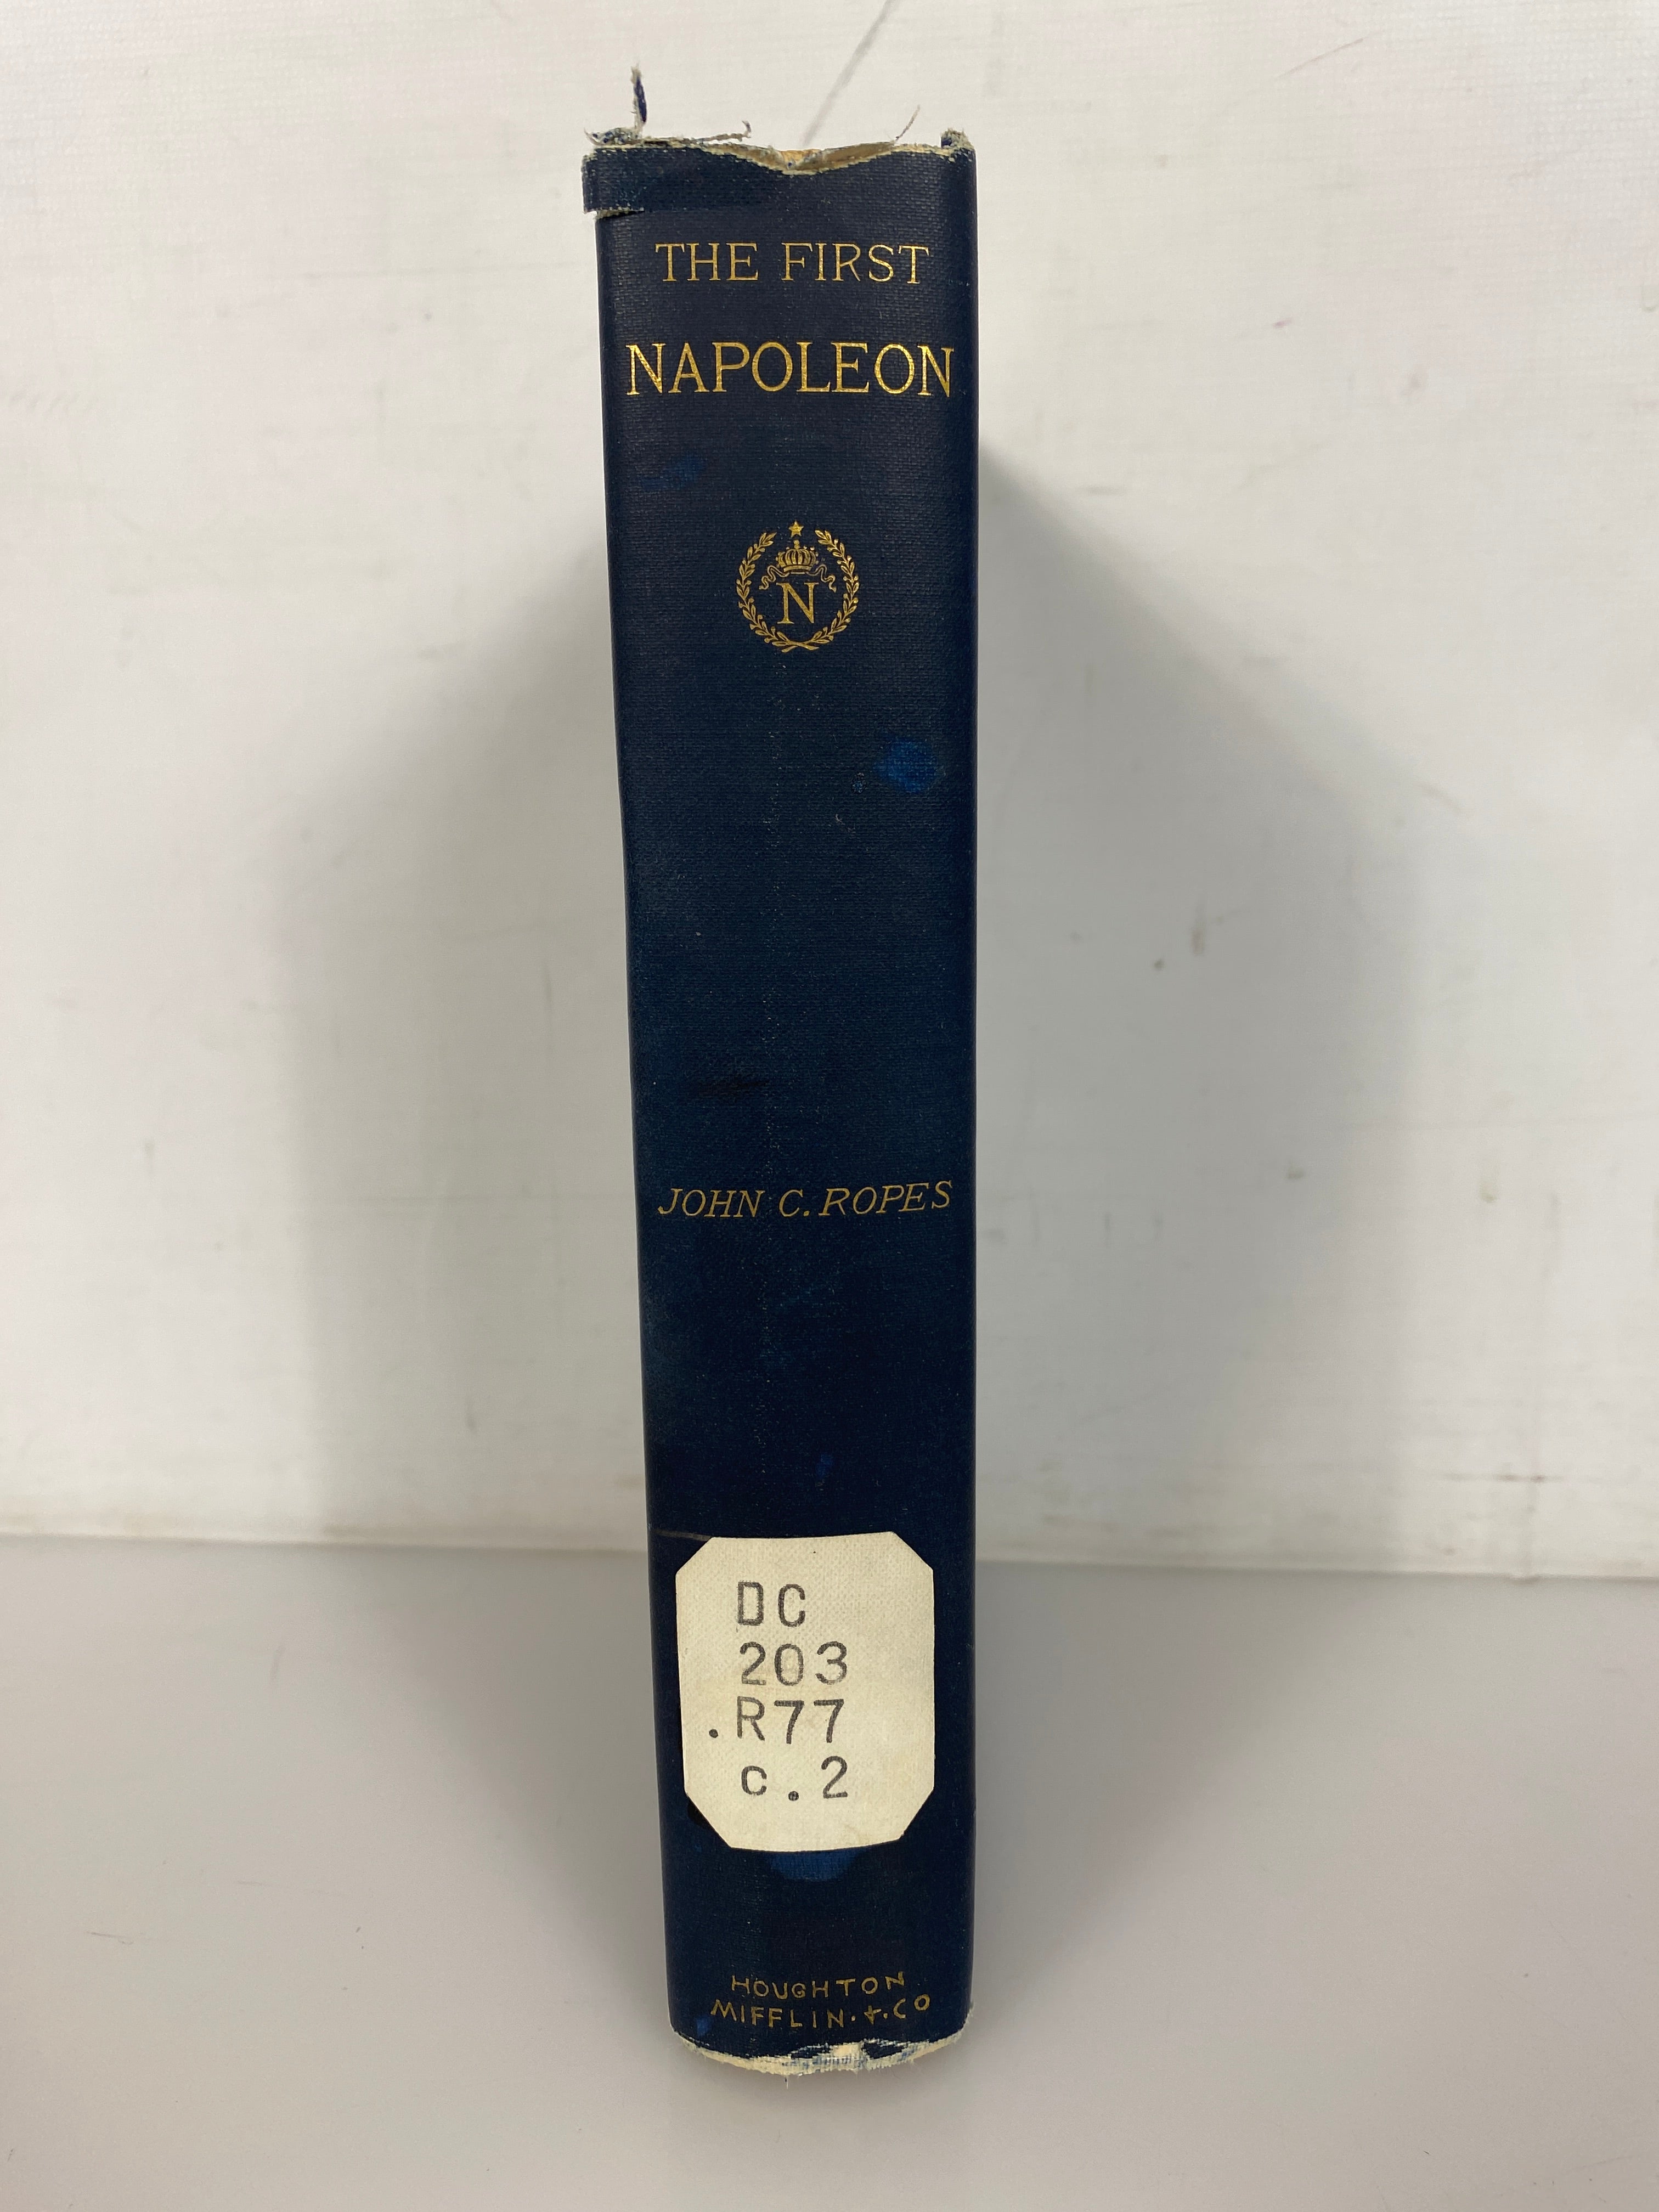 THE FIRST
NAPOLEON
N
JOHN C. ROPES
DC
203
.R77
c.2
HOUGHTON
MIFFLIN·&·CO